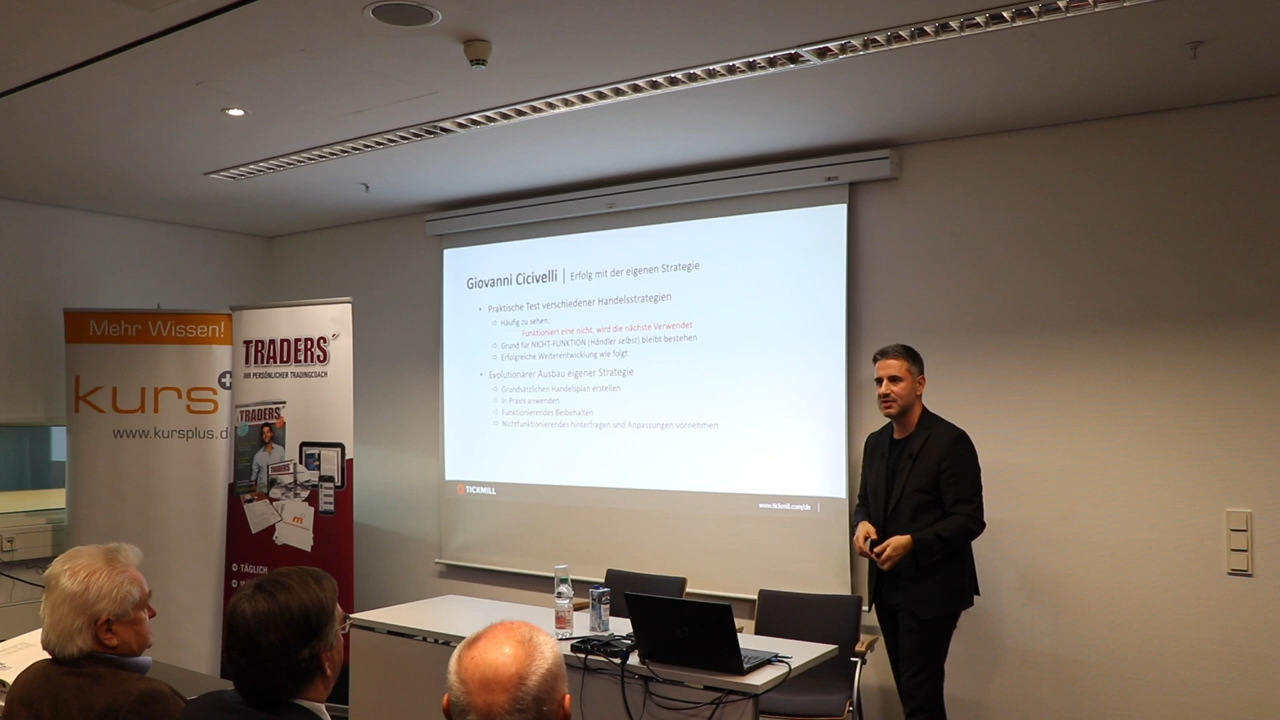 Mehr Wissen!
kurs+
www.kursplus.d
TRADERS'
IHR PERSÖNLICHER TRADINGCOACH
TRADERS'
TRADERS'
TÄGLICH
Giovanni Cicivelli | Erfolg mit der eigenen Strategie
• Praktische Test verschiedener Handelsstrategien
⇨ Häufig zu sehen:
Funktioniert eine nicht, wird die nächste Verwendet
⇨ Grund für NICHT-FUNKTION (Händler selbst) bleibt bestehen
⇨ Erfolgreiche Weiterentwicklung wie folgt.
• Evolutionärer Ausbau eigener Strategie
⇨ Grundsätzlichen Handelsplan erstellen
⇨ In Praxis anwenden
⇨ Funktionierendes Beibehalten
⇨ Nichtfunktionierendes hinterfragen und Anpassungen vornehmen
TICKMILL
www.tickmill.com/de |